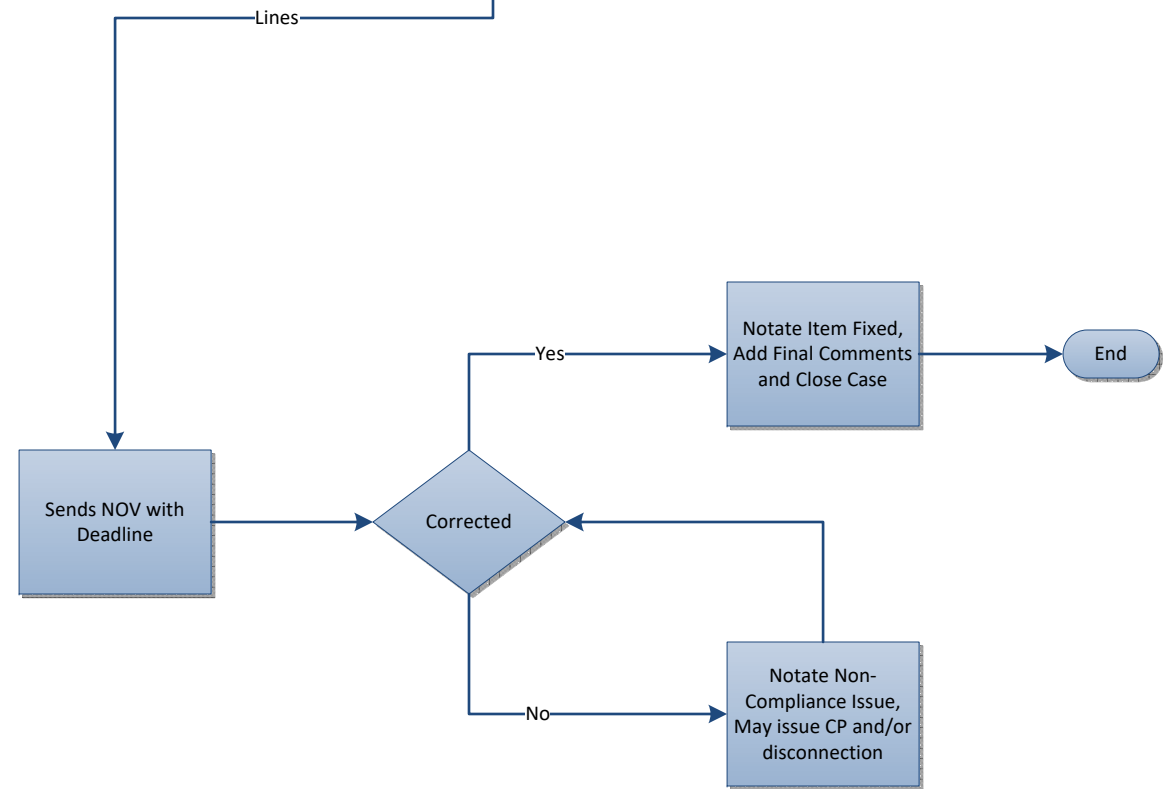 Lines
Notate Item Fixed,
Add Final Comments
and Close Case
Yes
End
Sends NOV with
Deadline
Corrected
Notate Non-
Compliance Issue,
May issue CP and/or
disconnection
No